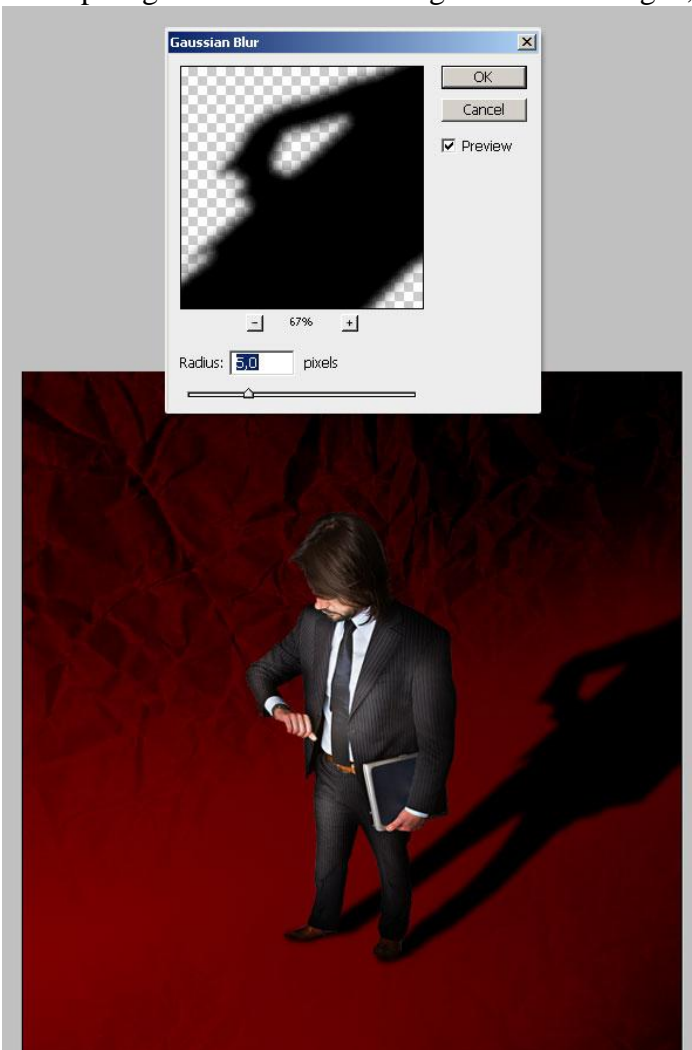 Gaussian Blur
OK
Cancel
Preview
- 67% +
Radius: 5,0 pixels